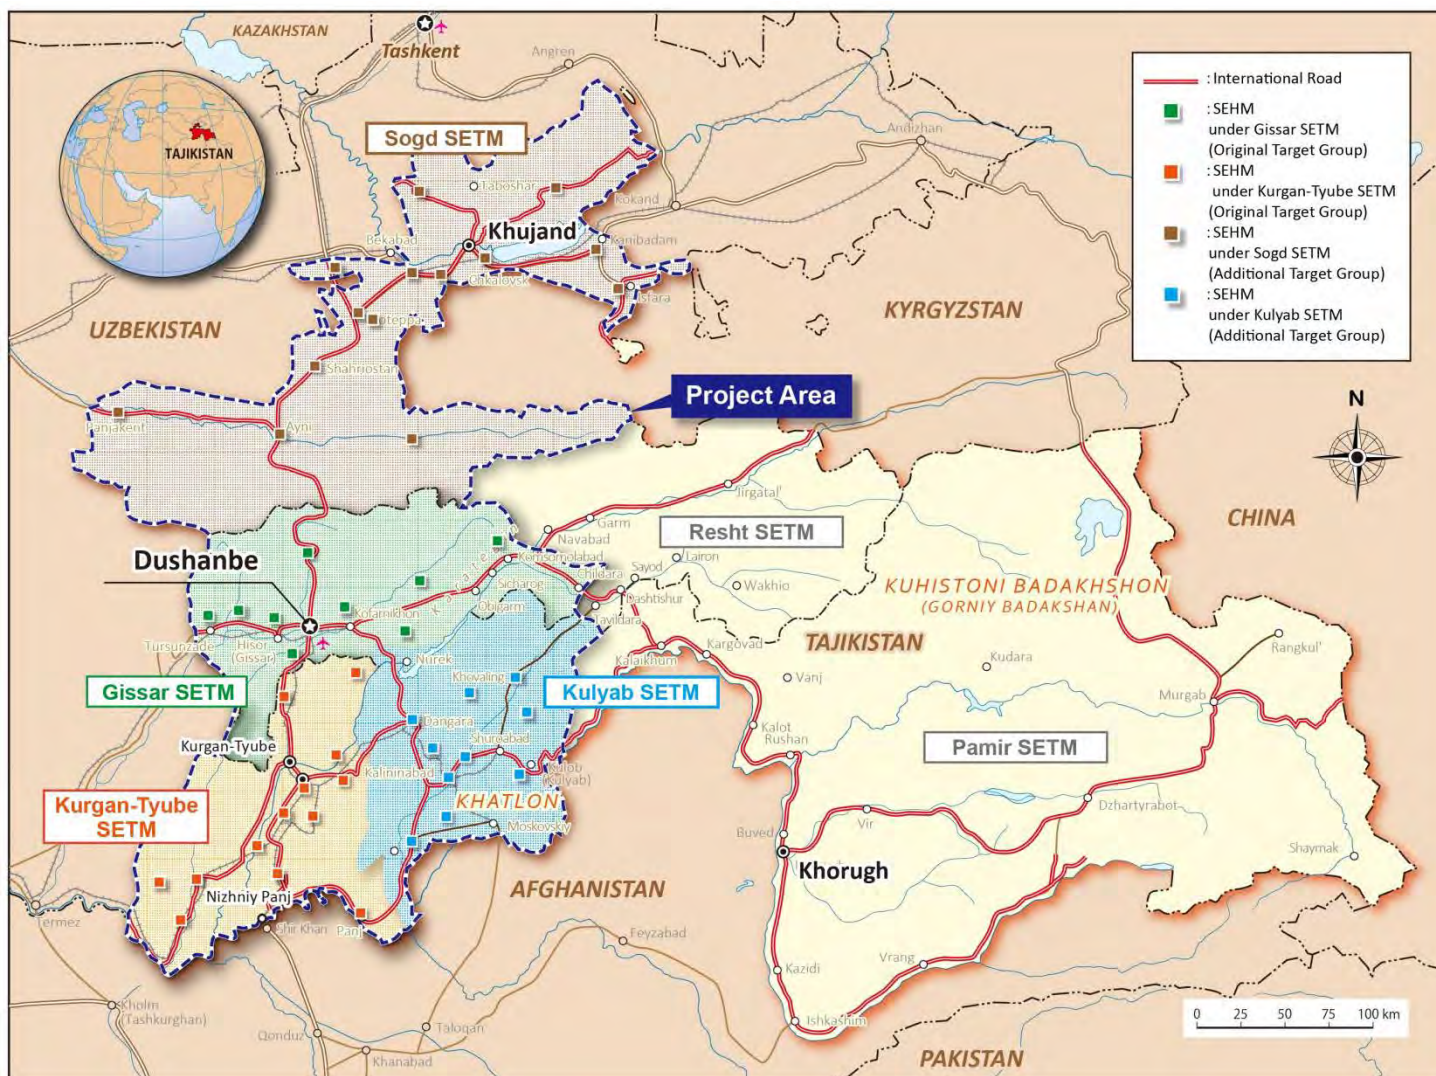 KAZAKHSTAN
Tashkent
Angren
: International Road
: SEHM
under Gissar SETM
(Original Target Group)
: SEHM
under Kurgan-Tyube SETM
(Original Target Group)
: SEHM
under Sogd SETM
(Additional Target Group)
: SEHM
under Kulyab SETM
(Additional Target Group)
TAJIKISTAN
Sogd SETM
Andizhan
Taboshar
Kokand
Khujand
Bekabad
Kanibadam
Chkalovsk
Isfara
UZBEKISTAN
KYRGYZSTAN
Shahriostan
Project Area
N
Panjakent
Ayni
Jirgatal'
CHINA
Garm
Navabad
Resht SETM
Dushanbe
Komsomolabad
Lairon
Sicharog
Childara
Sayod
Wakhio
KUHISTONI BADAKHSHON
(GORNIY BADAKSHAN)
Obigarm
Dashtishur
Kofarnikhon
Tavildara
Tursunzade
Hisor
(Gissar)
TAJIKISTAN
Kargovad
Rangkul'
Nurek
Kalaikhum
Kudara
Khovaling
Vanj
Gissar SETM
Kulyab SETM
Murgab
Dangara
Kalot
Rushan
Kurgan-Tyube
Shuroabad
Pamir SETM
Kalininabad
Kulob
(Kulyab)
Kurgan-Tyube
SETM
KHATLON
Dzhartyrabot
Moskovskiy
Vir
Buved
Khorugh
Shaymak
AFGHANISTAN
Nizhniy Panj
Termez
Shir Khan
Panj
Feyzabad
Kazidi
Vrang
Kholm
(Tashkurghan)
Ishkashim
Taloqan
Qonduz
Khanabad
0 25 50 75 100 km
PAKISTAN